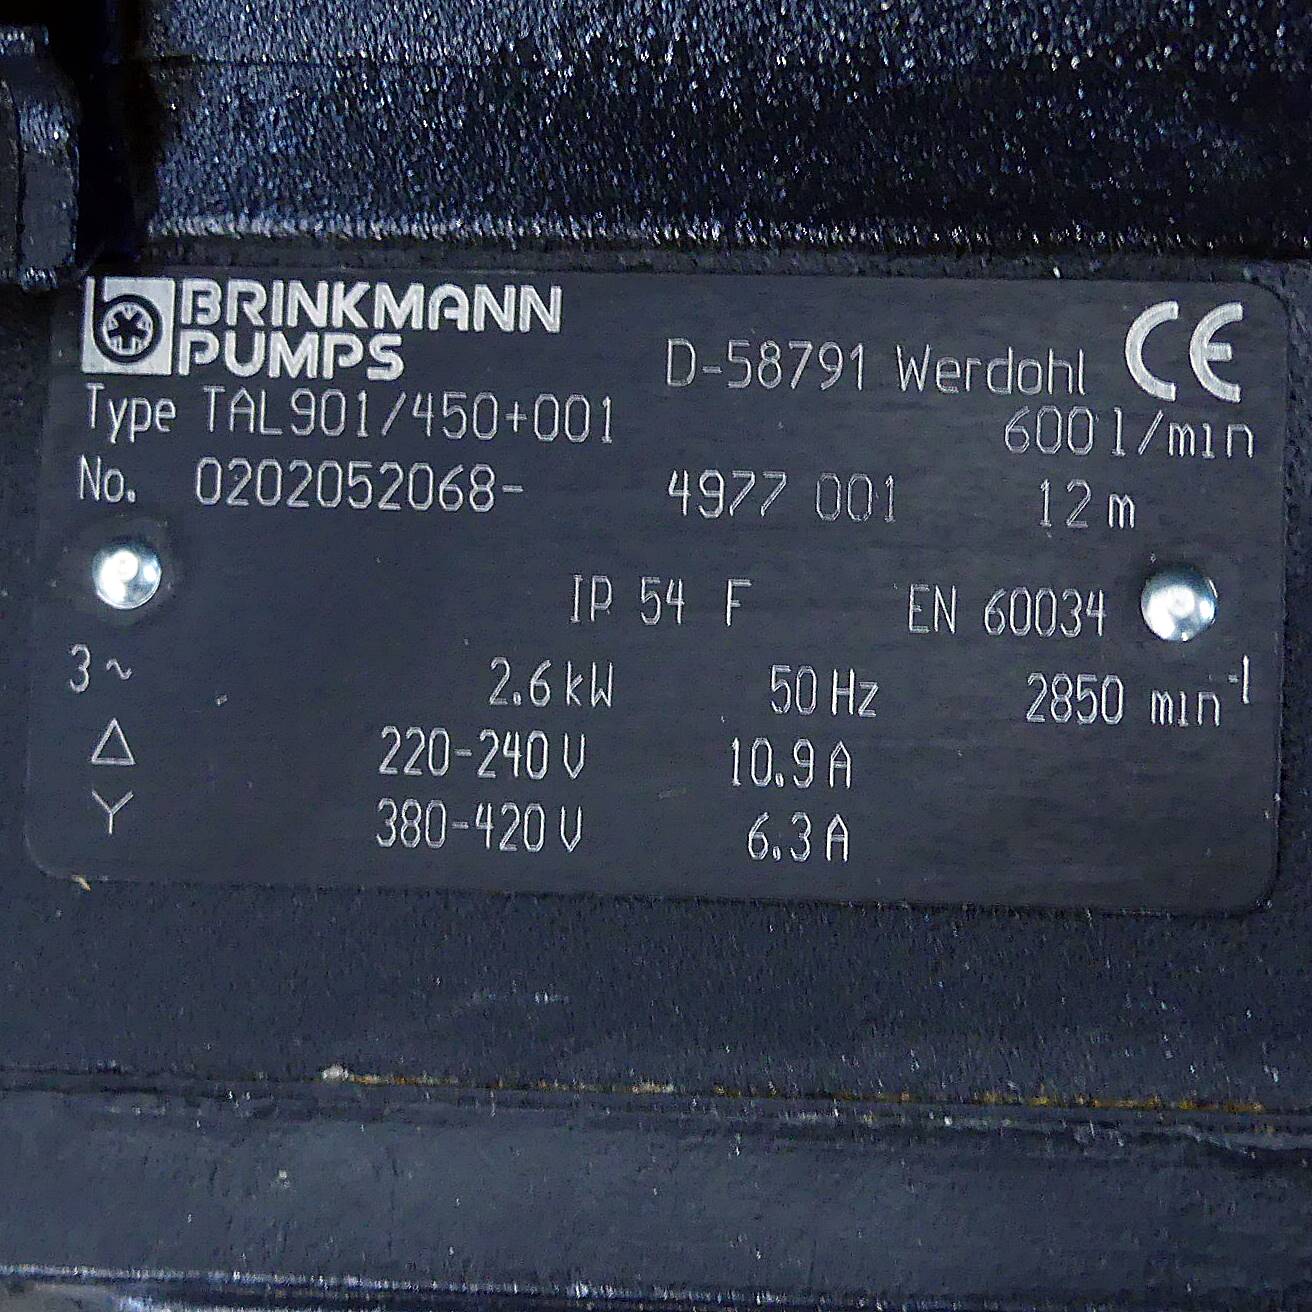 BRINKMANN
PUMPS
D-58791 Werdohl CE
Type TAL901/450+001 600 l/min
No. 0202052068- 4977 001 12 m
IP 54 F EN 60034
3~ 2.6 kW 50 Hz 2850 min⁻¹
Δ 220-240 V 10.9 A
Y 380-420 V 6.3 A